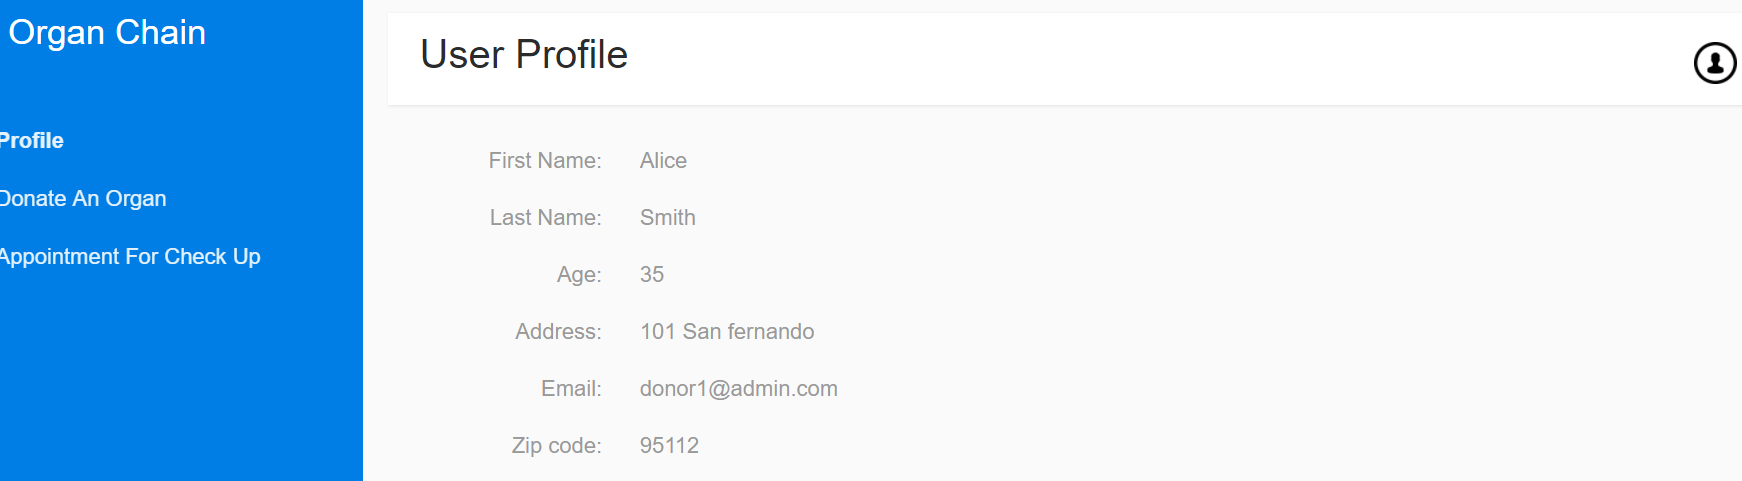 Organ Chain
Profile
Donate An Organ
Appointment For Check Up
User Profile
First Name: Alice
Last Name: Smith
Age: 35
Address: 101 San fernando
Email: donor1@admin.com
Zip code: 95112